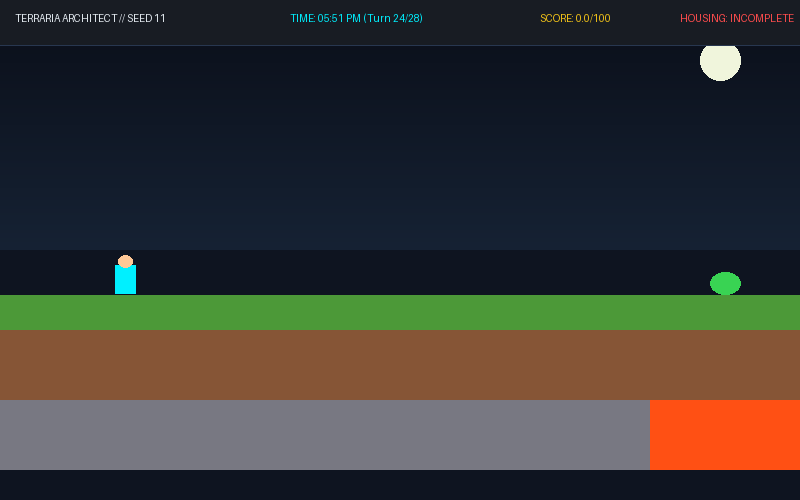 TERRARIA ARCHITECT // SEED 11
TIME: 05:51 PM (Turn 24/28)
SCORE: 0.0/100
HOUSING: INCOMPLETE